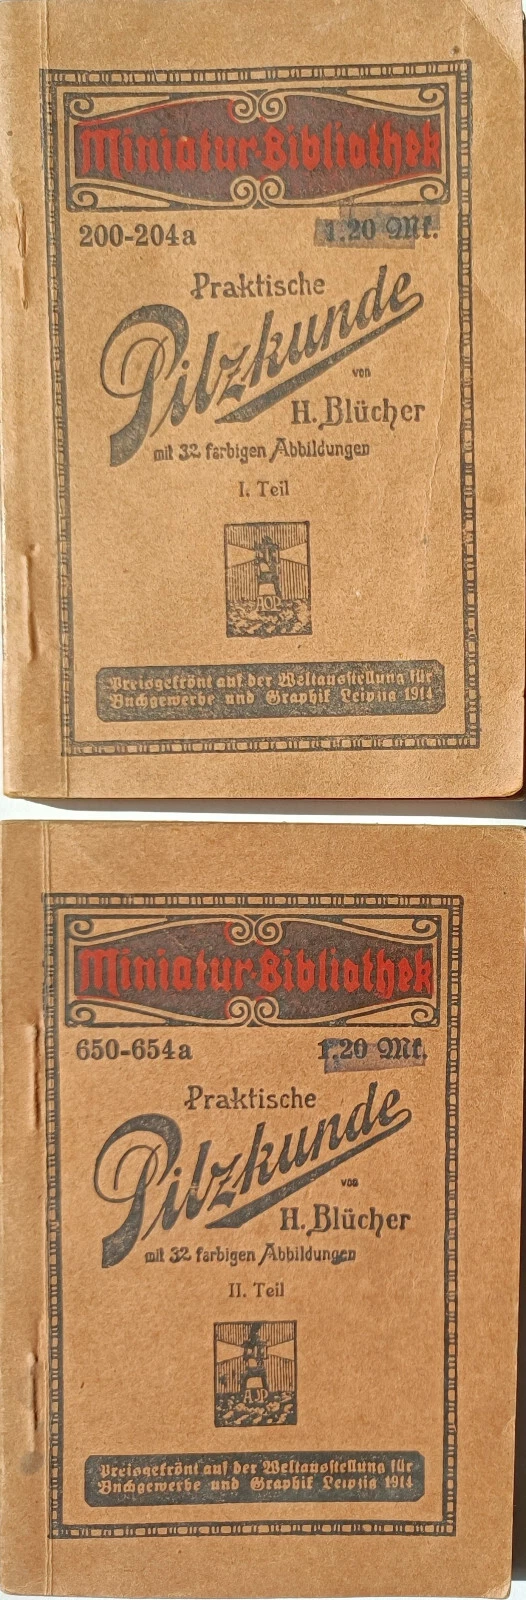 Miniatur-Bibliothek
200-204a
1.20 Mk.
Praktische
Pilzkunde
von
H. Blücher
mit 32 farbigen Abbildungen
I. Teil
Preisgekrönt auf der Weltausstellung für
Buchgewerbe und Graphik Leipzig 1914
Miniatur-Bibliothek
650-654a
1.20 Mk.
Praktische
Pilzkunde
von
H. Blücher
mit 32 farbigen Abbildungen
II. Teil
AJP
Preisgekrönt auf der Weltausstellung für
Buchgewerbe und Graphik Leipzig 1914